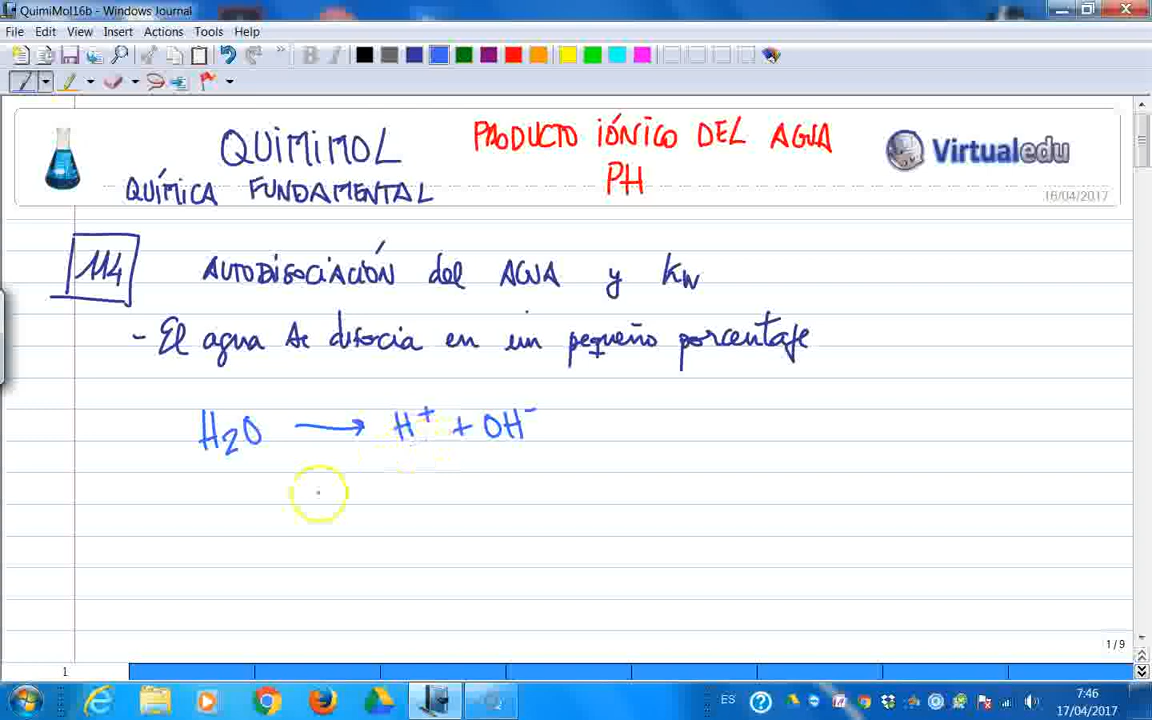 QuimiMol16b - Windows Journal
File Edit View Insert Actions Tools Help
QUIMIMOL
QUÍMICA FUNDAMENTAL
PRODUCTO IÓNICO DEL AGUA
PH
Virtualedu
16/04/2017
114 AUTODISOCIACIÓN del AGUA y KW
- El agua se disocia en un pequeño porcentaje
H2O → H+ + OH-
1 / 9
1
ES
7:46
17/04/2017